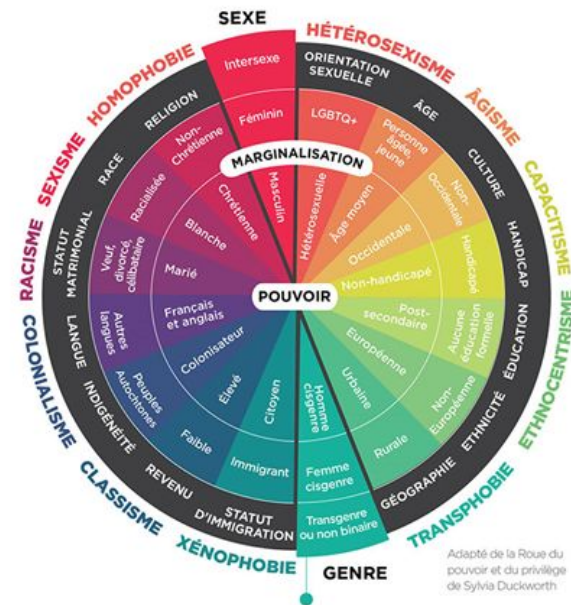 SEXE
HOMOPHOBIE
HÉTÉROSEXISME
ÂGISME
CAPACITISME
ETHNOCENTRISME
TRANSPHOBIE
XÉNOPHOBIE
CLASSISME
COLONIALISME
RACISME
SEXISME
Intersexe
Féminin
Masculin
ORIENTATION
SEXUELLE
LGBTQ+
Hétérosexuelle
ÂGE
Personne
âgée,
jeune
Âge moyen
CULTURE
Non-
Occidentale
Occidentale
HANDICAP
Handicapé
Non-handicapé
ÉDUCATION
Aucune
éducation
formelle
Post-
secondaire
ETHNICITÉ
Non-
Européenne
Européenne
GÉOGRAPHIE
Rurale
Urbaine
Homme
cisgenre
Femme
cisgenre
Transgenre
ou non binaire
GENRE
STATUT
D'IMMIGRATION
Immigrant
Citoyen
REVENU
Faible
Élevé
INDIGÉNÉITÉ
Peuples
Autochtones
Colonisateur
LANGUE
Autres
langues
Français
et anglais
STATUT
MATRIMONIAL
Veuf,
divorcé,
célibataire
Marié
RACE
Racialisée
Blanche
RELIGION
Non-
Chrétienne
Chrétienne
MARGINALISATION
POUVOIR
Adapté de la Roue du
pouvoir et du privilège
de Sylvia Duckworth